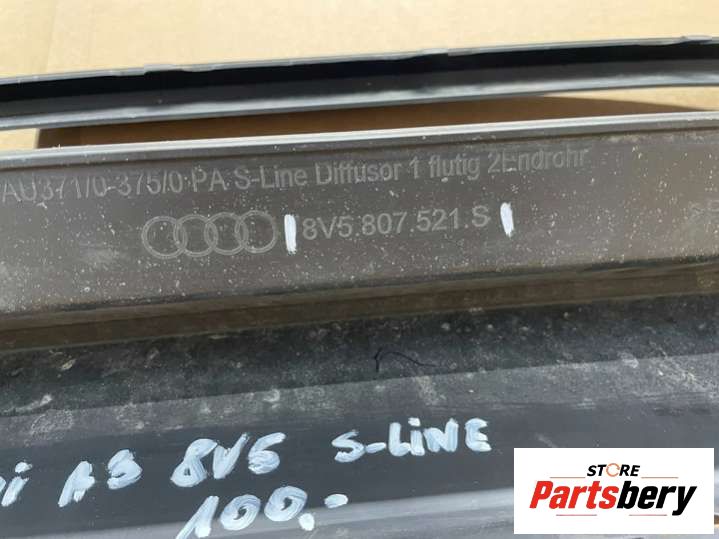 AU371/0-375/0 PA S-Line Diffusor 1 flutig 2Endrohr
8V5.807.521.S
A3 8V5 S-LINE
100.-
STORE
Partsbery